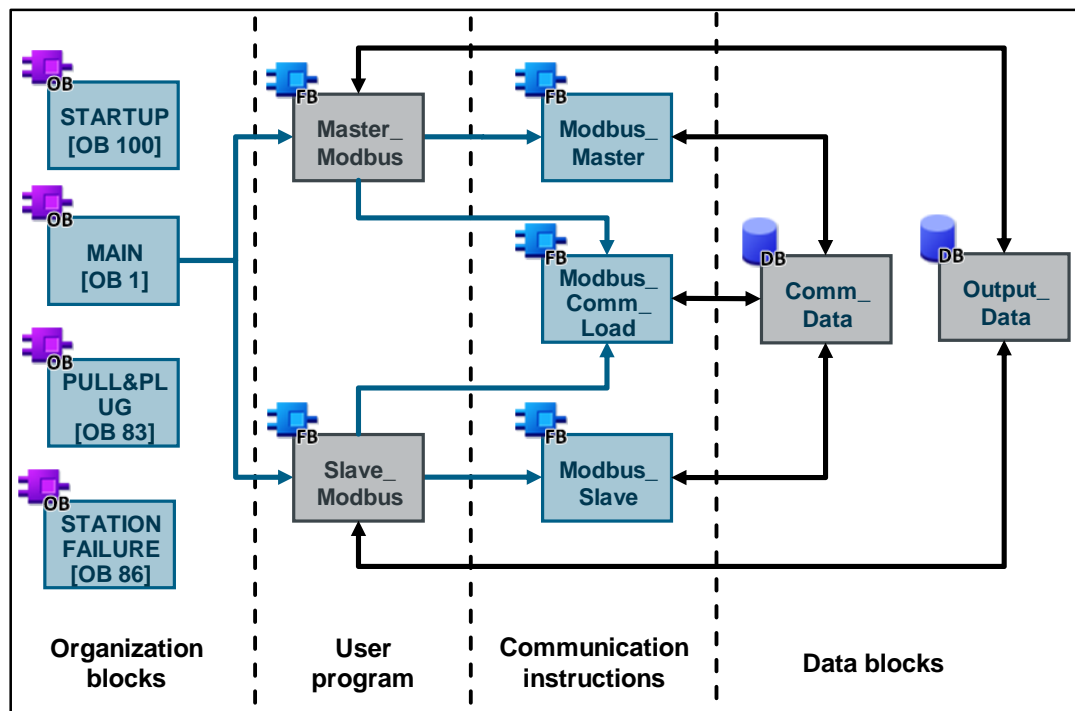 OB
STARTUP
[OB 100]
OB
MAIN
[OB 1]
OB
PULL&PL
UG
[OB 83]
OB
STATION
FAILURE
[OB 86]
Organization
blocks
FB
Master_
Modbus
FB
Slave_
Modbus
User
program
FB
Modbus_
Master
FB
Modbus_
Comm_
Load
FB
Modbus_
Slave
Communication
instructions
DB
Comm_
Data
DB
Output_
Data
Data blocks